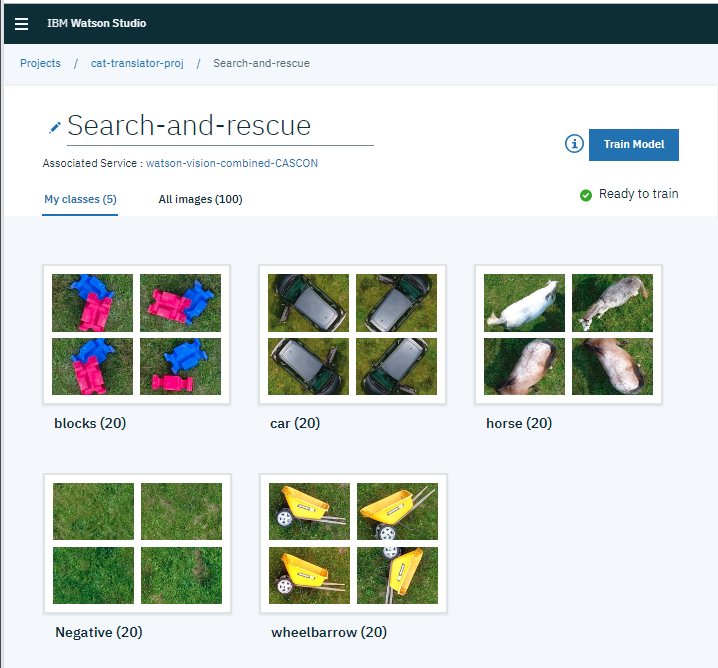 IBM Watson Studio
Projects / cat-translator-proj / Search-and-rescue
Search-and-rescue
Train Model
Associated Service : watson-vision-combined-CASCON
My classes (5) All images (100)
Ready to train
blocks (20) car (20) horse (20)
Negative (20) wheelbarrow (20)